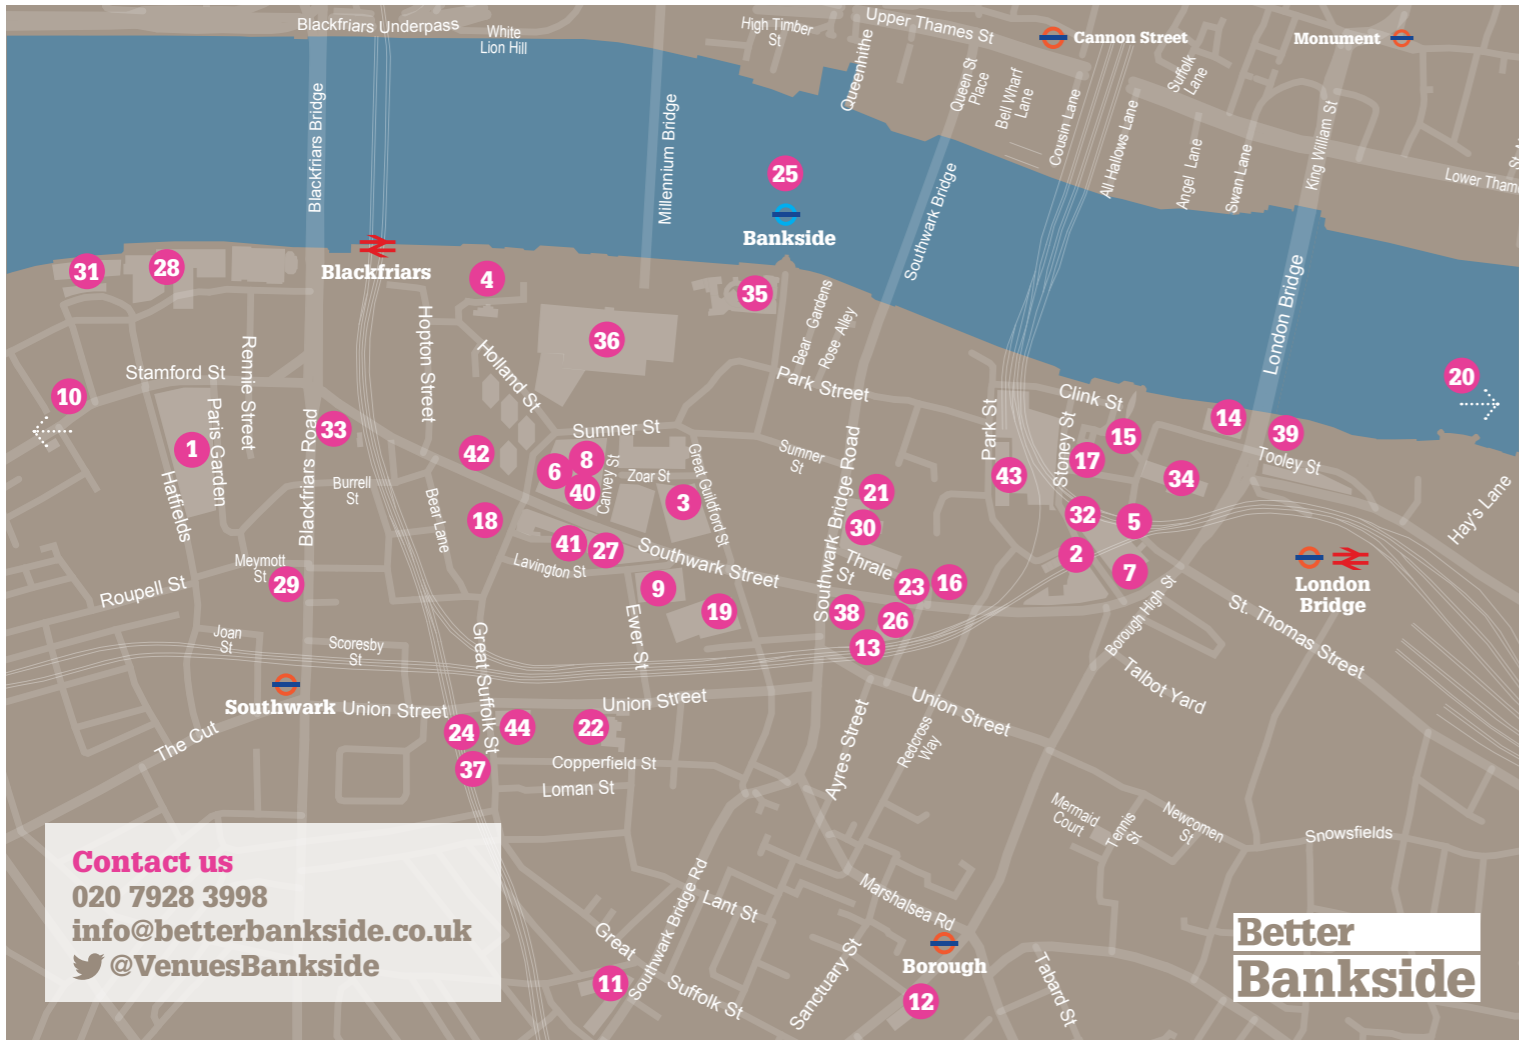 Blackfriars Underpass
White
Lion Hill
High Timber
St
Upper Thames St
Cannon Street
Monument
Queenhithe
Queen St
Place
Bell Wharf
Lane
Cousin Lane
All Hallows Lane
Suffolk
Lane
Angel Lane
Swan Lane
King William St
Lower Tham
Blackfriars Bridge
Millennium Bridge
Southwark Bridge
London Bridge
25
Bankside
31
28
Blackfriars
4
35
36
Bear Gardens
Rose Alley
Hopton Street
Holland St
Rennie Street
Stamford St
Paris Garden
10
1
Hatfields
Blackfriars Road
33
Burrell
St
Bear Lane
42
18
6
8
40
Sumner St
Canvey St
Zoar St
3
Great Guildford St
Park Street
Sumner
St
Southwark Bridge Road
21
30
Park St
43
Clink St
Stoney St
15
17
34
14
39
Tooley St
20
Hay's Lane
32
5
2
7
London
Bridge
Meymott
St
29
Roupell St
Joan
St
Scoresby
St
41
27
Lavington St
Southwark Street
9
19
Ewer St
Thrale
St
23
16
38
26
13
Borough High St
St. Thomas Street
Talbot Yard
Southwark
Union Street
The Cut
Great Suffolk St
24
44
37
22
Union Street
Copperfield St
Loman St
Ayres Street
Redcross
Way
Union Street
Mermaid
Court
Tennis
St
Newcomen
St
Snowsfields
Contact us
020 7928 3998
info@betterbankside.co.uk
@VenuesBankside
Great
Suffolk St
Southwark Bridge Rd
Lant St
11
Marshalsea Rd
Sanctuary St
Borough
12
Tabard St
Better
Bankside